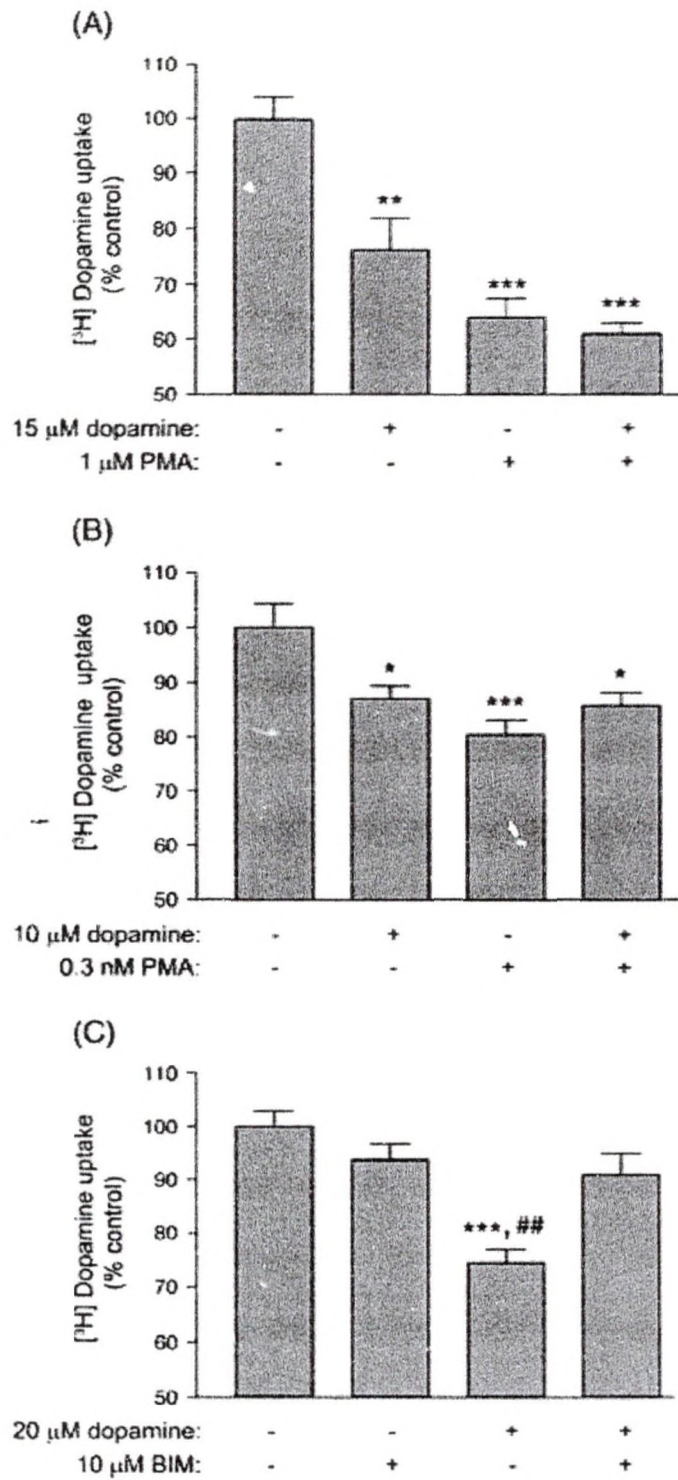 (A)
[³H] Dopamine uptake
(% control)
110
100
90
80
70
60
50
** *** ***
15 μM dopamine: - + - +
1 μM PMA: - - + +
(B)
[³H] Dopamine uptake
(% control)
110
100
90
80
70
60
50
* *** *
10 μM dopamine: - + - +
0.3 nM PMA: - - + +
(C)
[³H] Dopamine uptake
(% control)
110
100
90
80
70
60
50
***, ##
20 μM dopamine: - - + +
10 μM BIM: - + - +